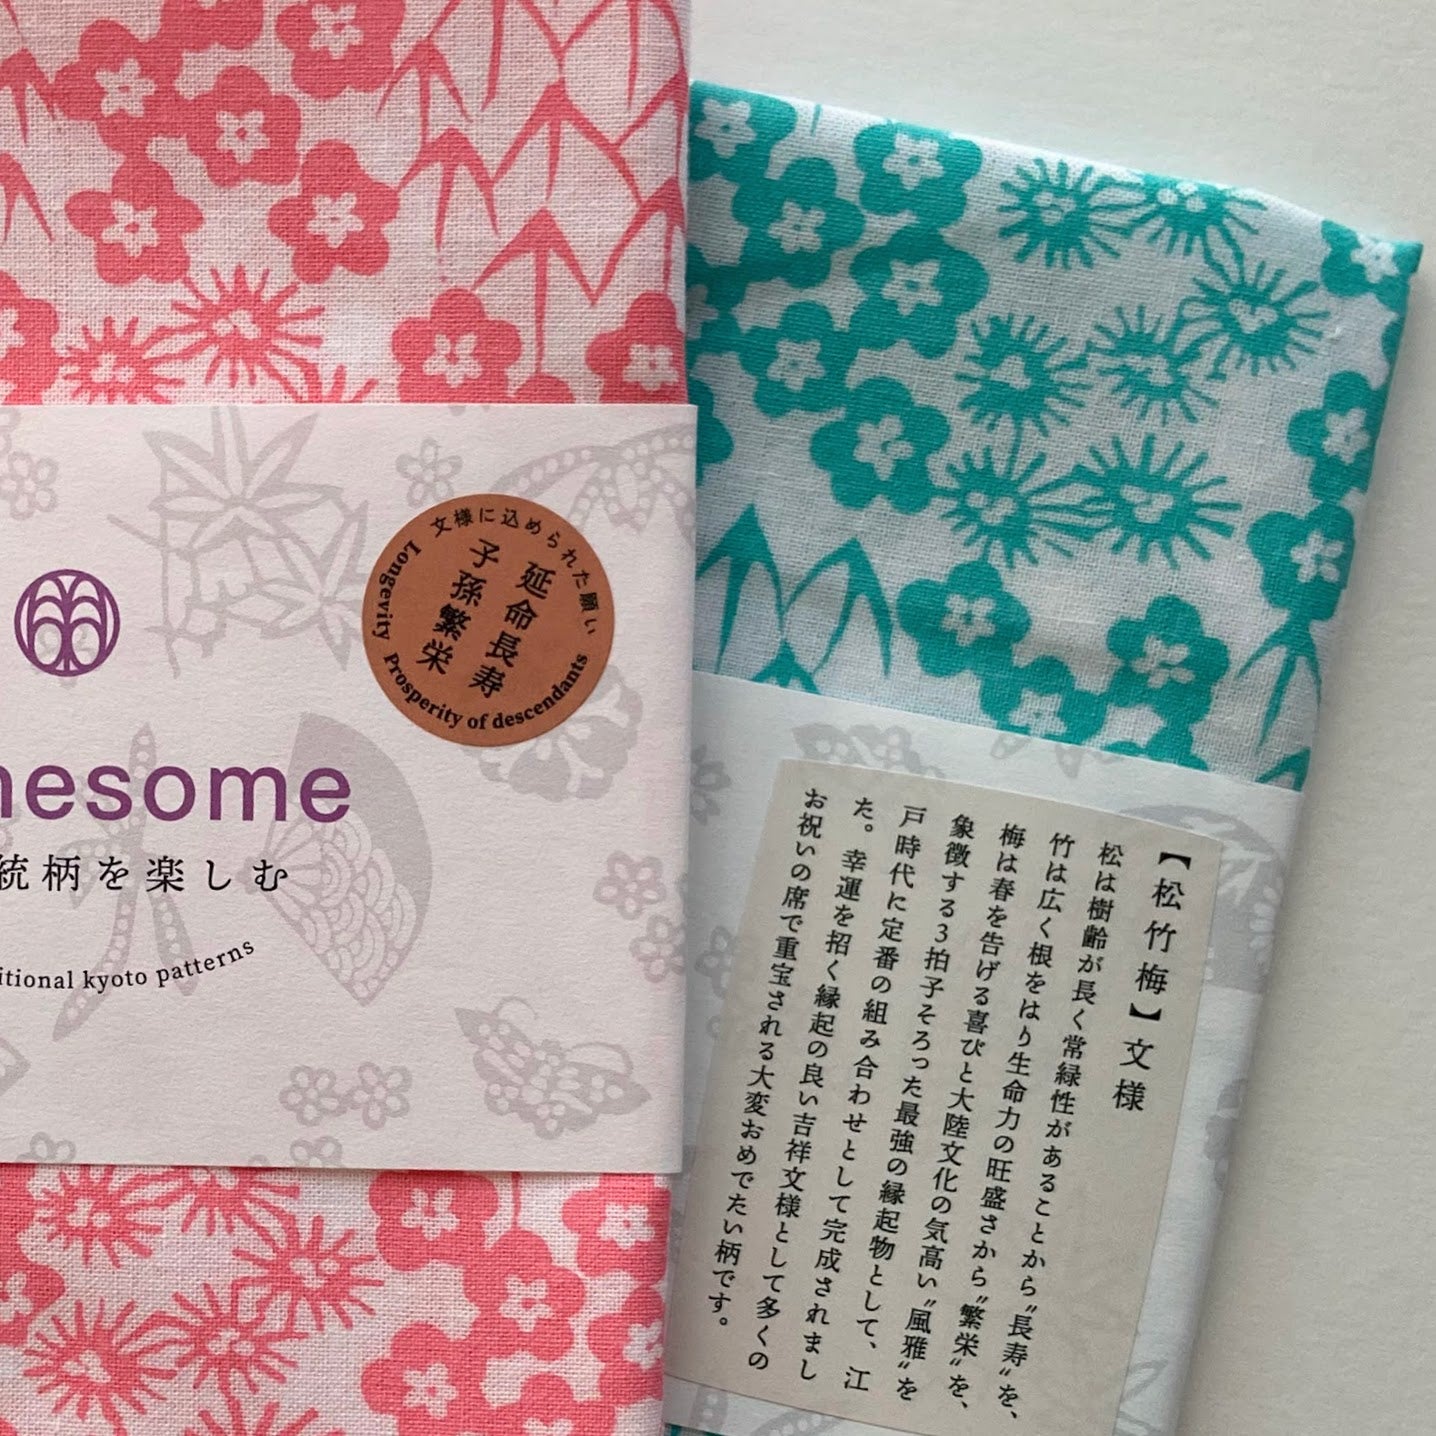 文様に込められた願い
延命長寿
子孫繁栄
Longevity Prosperity of descendants
nesome
統柄を楽しむ
itional kyoto patterns
【松竹梅】文様
松は樹齢が長く常緑性があることから〝長寿〟を、
竹は広く根をはり生命力の旺盛さから〝繁栄〟を、
梅は春を告げる喜びと大陸文化の気高い〝風雅〟を
象徴する3拍子そろった最強の縁起物として、江
戸時代に定番の組み合わせとして完成されまし
た。幸運を招く縁起の良い吉祥文様として多くの
お祝いの席で重宝される大変おめでたい柄です。